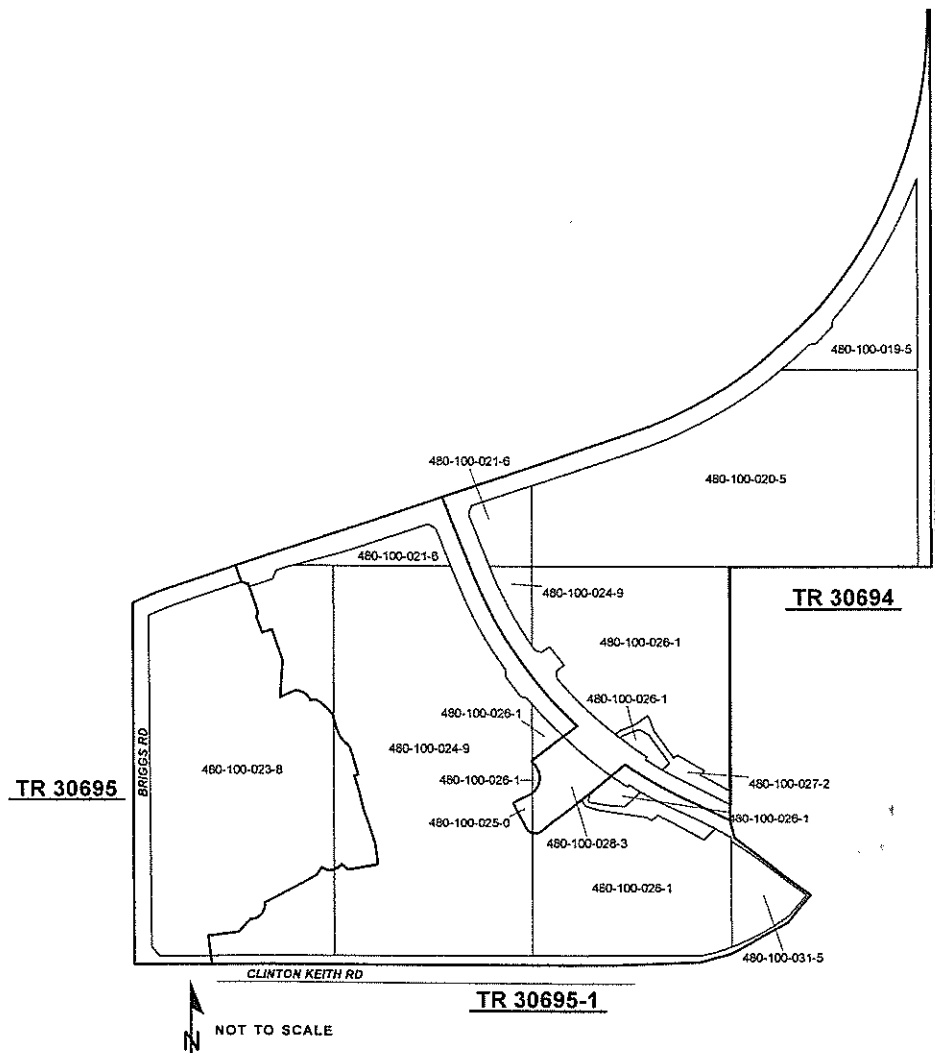 480-100-019-5
480-100-021-6
480-100-020-5
480-100-021-6
480-100-024-9
TR 30694
480-100-026-1
480-100-026-1
480-100-026-1
480-100-024-9
480-100-023-8
BRIGGS RD
TR 30695
480-100-026-1
480-100-027-2
480-100-025-0
480-100-026-1
480-100-028-3
480-100-026-1
480-100-031-5
CLINTON KEITH RD
TR 30695-1
N
NOT TO SCALE